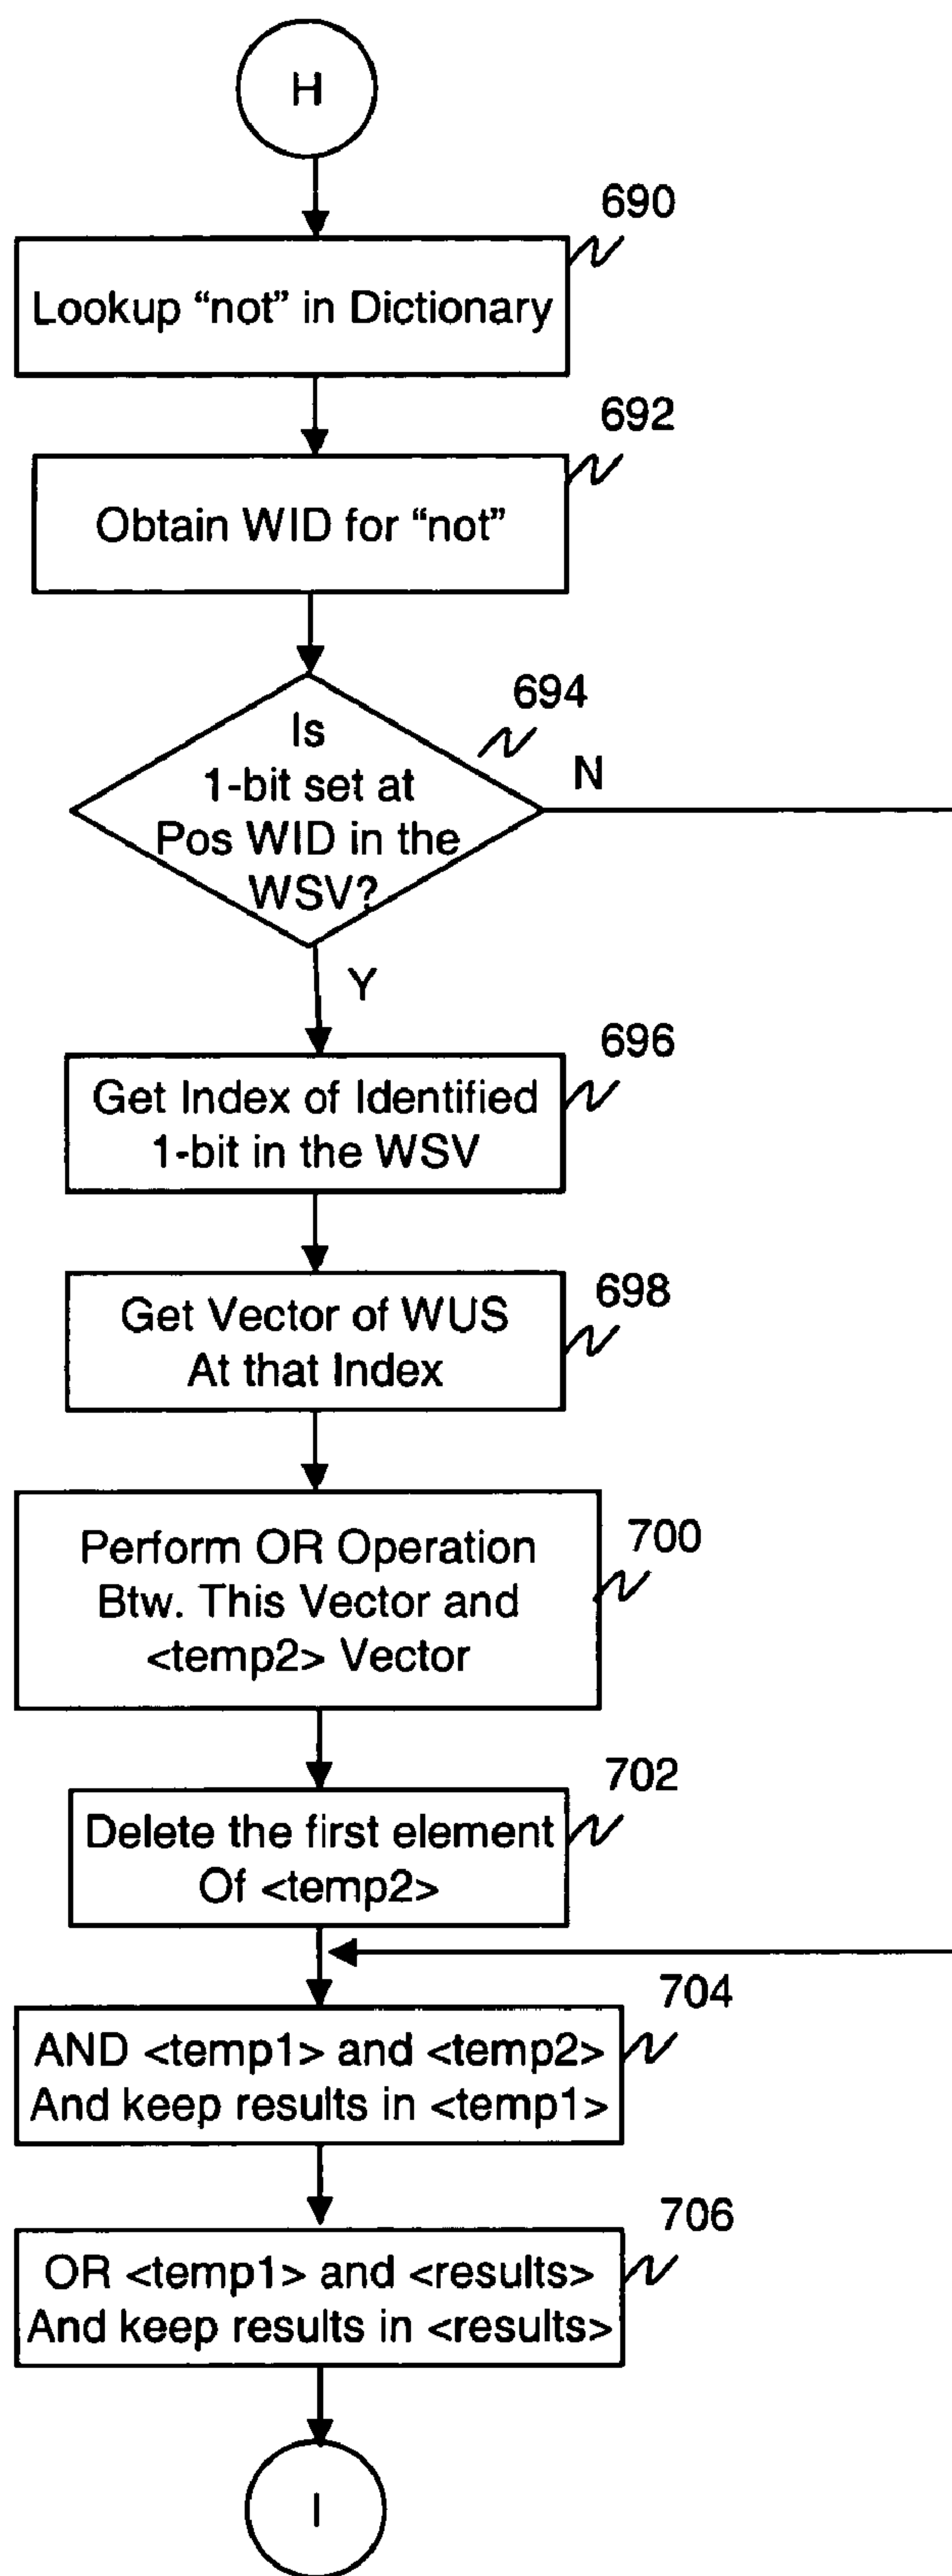 H
690
Lookup “not” in Dictionary
692
Obtain WID for “not”
694
Is
1-bit set at
Pos WID in the
WSV?
N
Y
696
Get Index of Identified
1-bit in the WSV
698
Get Vector of WUS
At that Index
700
Perform OR Operation
Btw. This Vector and
<temp2> Vector
702
Delete the first element
Of <temp2>
704
AND <temp1> and <temp2>
And keep results in <temp1>
706
OR <temp1> and <results>
And keep results in <results>
I